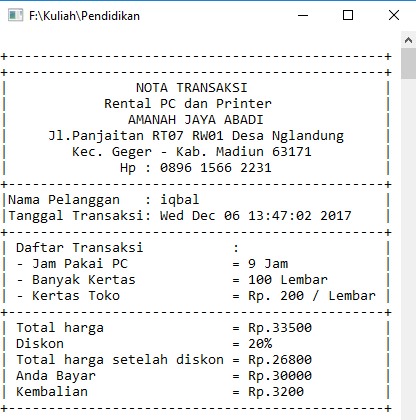 F:\Kuliah\Pendidikan
NOTA TRANSAKSI
Rental PC dan Printer
AMANAH JAYA ABADI
Jl.Panjaitan RT07 RW01 Desa Nglandung
Kec. Geger - Kab. Madiun 63171
Hp : 0896 1566 2231
Nama Pelanggan   : iqbal
Tanggal Transaksi: Wed Dec 06 13:47:02 2017
Daftar Transaksi           :
- Jam Pakai PC             = 9 Jam
- Banyak Kertas            = 100 Lembar
- Kertas Toko              = Rp. 200 / Lembar
Total harga                = Rp.33500
Diskon                     = 20%
Total harga setelah diskon = Rp.26800
Anda Bayar                 = Rp.30000
Kembalian                  = Rp.3200